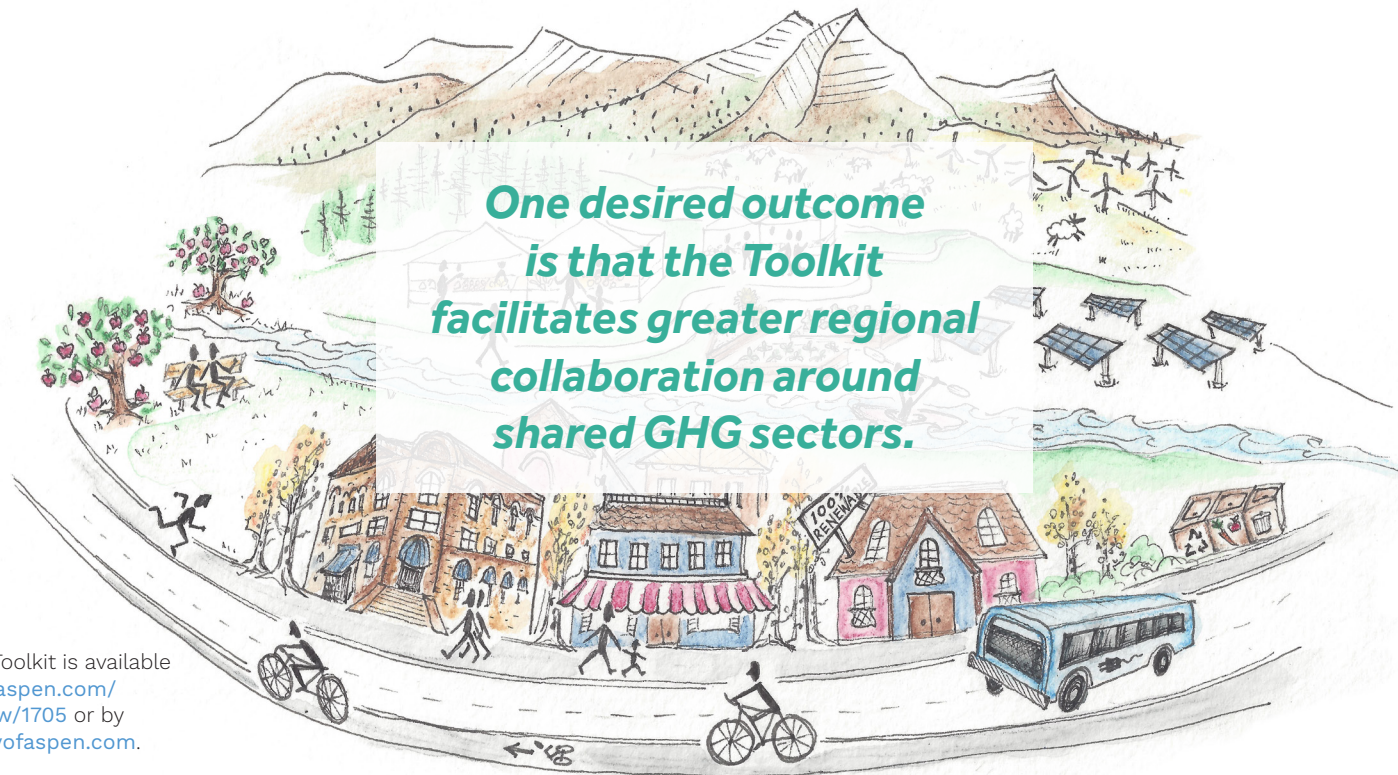 One desired outcome
is that the Toolkit
facilitates greater regional
collaboration around
shared GHG sectors.
100%
RENEWABLE
Toolkit is available
aspen.com/
w/1705 or by
yofaspen.com.